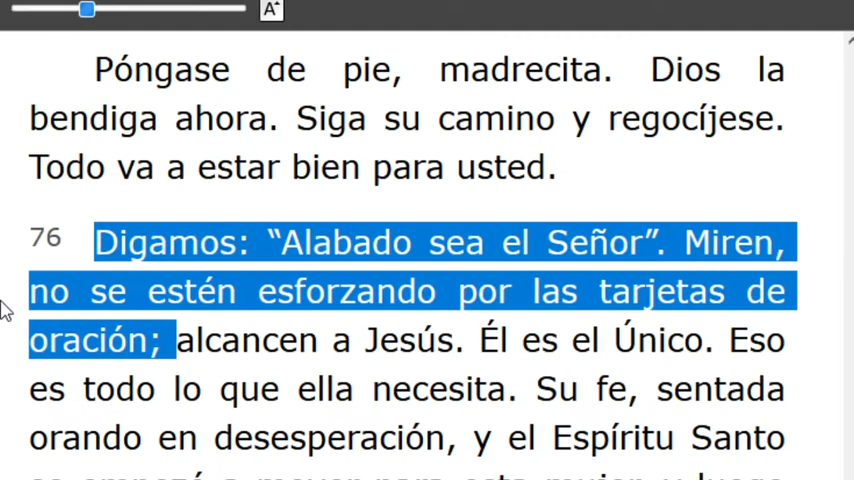 A
Póngase de pie, madrecita. Dios la
bendiga ahora. Siga su camino y regocíjese.
Todo va a estar bien para usted.
76 Digamos: “Alabado sea el Señor”. Miren,
no se estén esforzando por las tarjetas de
oración; alcancen a Jesús. Él es el Único. Eso
es todo lo que ella necesita. Su fe, sentada
orando en desesperación, y el Espíritu Santo